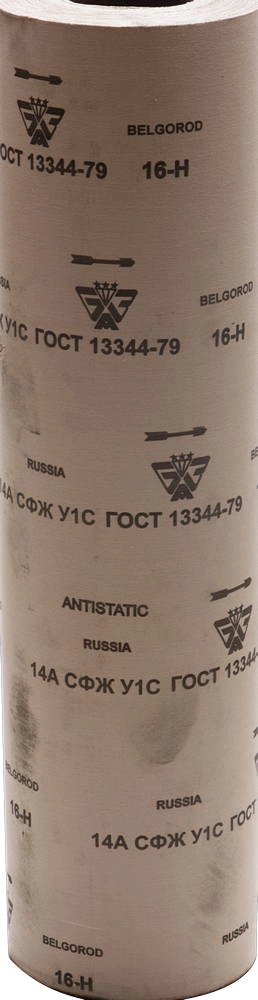 BELGOROD
ГОСТ 13344-79 16-Н
BELGOROD
У1С ГОСТ 13344-79 16-Н
RUSSIA
14А СФЖ У1С ГОСТ 13344-79
ANTISTATIC
RUSSIA
14А СФЖ У1С ГОСТ 13344-
BELGOROD
RUSSIA
16-Н
14А СФЖ У1С ГОСТ
RUSSIA
BELGOROD
16-Н